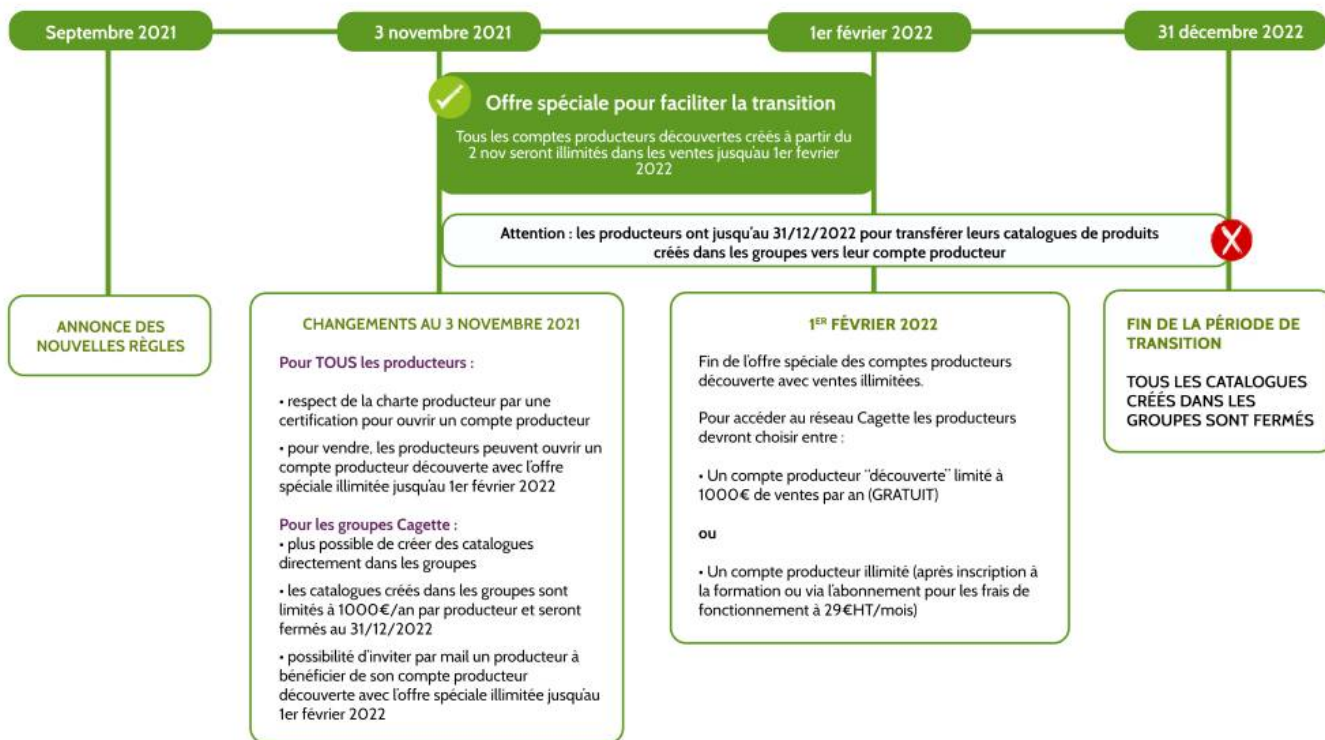 Septembre 2021
3 novembre 2021
1er février 2022
31 décembre 2022
Offre spéciale pour faciliter la transition
Tous les comptes producteurs découvertes créés à partir du
2 nov seront illimités dans les ventes jusqu'au 1er fevrier
2022
Attention : les producteurs ont jusqu'au 31/12/2022 pour transférer leurs catalogues de produits
créés dans les groupes vers leur compte producteur
X
ANNONCE DES
NOUVELLES RÈGLES
CHANGEMENTS AU 3 NOVEMBRE 2021
Pour TOUS les producteurs :
• respect de la charte producteur par une
certification pour ouvrir un compte producteur
• pour vendre, les producteurs peuvent ouvrir un
compte producteur découverte avec l'offre
spéciale illimitée jusqu'au 1er février 2022
Pour les groupes Cagette :
• plus possible de créer des catalogues
directement dans les groupes
• les catalogues créés dans les groupes sont
limités à 1000€/an par producteur et seront
fermés au 31/12/2022
• possibilité d'inviter par mail un producteur à
bénéficier de son compte producteur
découverte avec l'offre spéciale illimitée jusqu'au
1er février 2022
1ER FÉVRIER 2022
Fin de l'offre spéciale des comptes producteurs
découverte avec ventes illimitées.
Pour accéder au réseau Cagette les producteurs
devront choisir entre :
• Un compte producteur "découverte" limité à
1000€ de ventes par an (GRATUIT)
ou
• Un compte producteur illimité (après inscription à
la formation ou via l'abonnement pour les frais de
fonctionnement à 29€HT/mois)
FIN DE LA PÉRIODE DE
TRANSITION
TOUS LES CATALOGUES
CRÉÉS DANS LES
GROUPES SONT FERMÉS